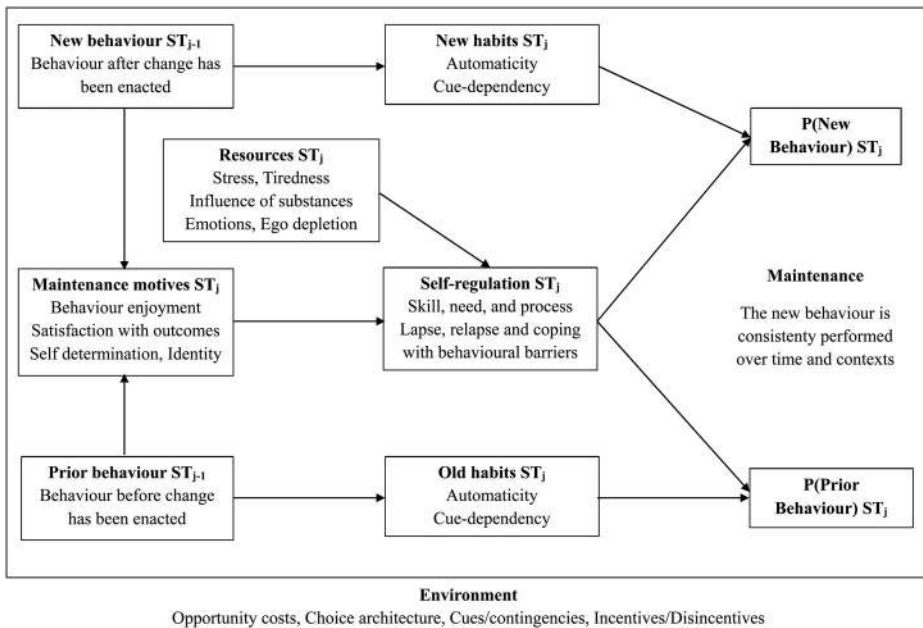 New behaviour STj-1
Behaviour after change has
been enacted
New habits STj
Automaticity
Cue-dependency
P(New
Behaviour) STj
Resources STj
Stress, Tiredness
Influence of substances
Emotions, Ego depletion
Maintenance motives STj
Behaviour enjoyment
Satisfaction with outcomes
Self determination, Identity
Self-regulation STj
Skill, need, and process
Lapse, relapse and coping
with behavioural barriers
Maintenance
The new behaviour is
consistenty performed
over time and contexts
Prior behaviour STj-1
Behaviour before change
has been enacted
Old habits STj
Automaticity
Cue-dependency
P(Prior
Behaviour) STj
Environment
Opportunity costs, Choice architecture, Cues/contingencies, Incentives/Disincentives